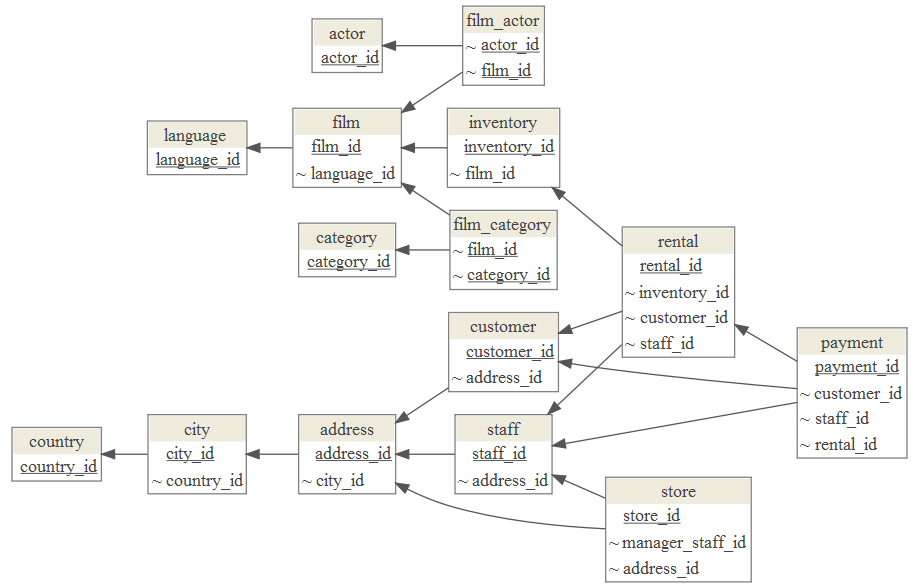 actor
actor_id
film_actor
~ actor_id
~ film_id
language
language_id
film
film_id
~ language_id
inventory
inventory_id
~ film_id
category
category_id
film_category
~ film_id
~ category_id
rental
rental_id
~ inventory_id
~ customer_id
~ staff_id
customer
customer_id
~ address_id
payment
payment_id
~ customer_id
~ staff_id
~ rental_id
country
country_id
city
city_id
~ country_id
address
address_id
~ city_id
staff
staff_id
~ address_id
store
store_id
~ manager_staff_id
~ address_id